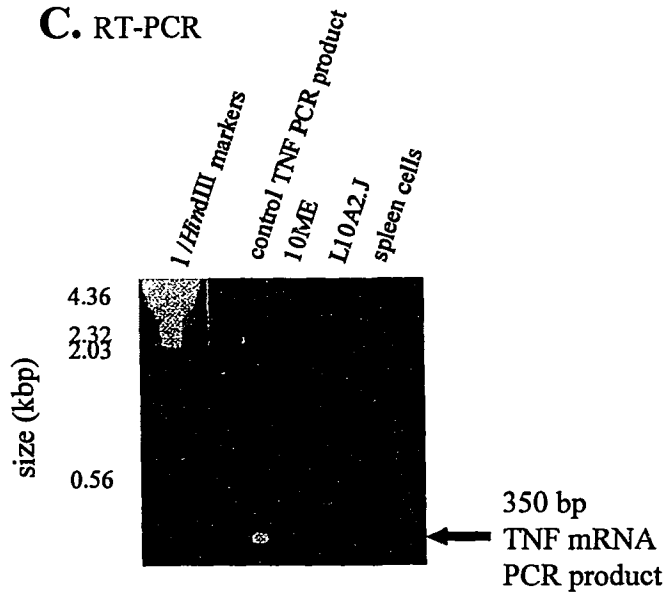 C. RT-PCR
1/HindIII markers
control TNF PCR product
10ME
L10A2.J
spleen cells
4.36
2.32
2.03
0.56
size (kbp)
350 bp
TNF mRNA
PCR product